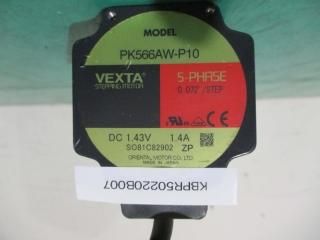 MODEL
PK566AW-P10
VEXTA
STEPPING MOTOR
5-PHASE
0.072°/STEP
DC 1.43V 1.4A
SO81C82902 ZP
ORIENTAL MOTOR CO.,LTD.
MADE IN JAPAN
KBPRS0220B007